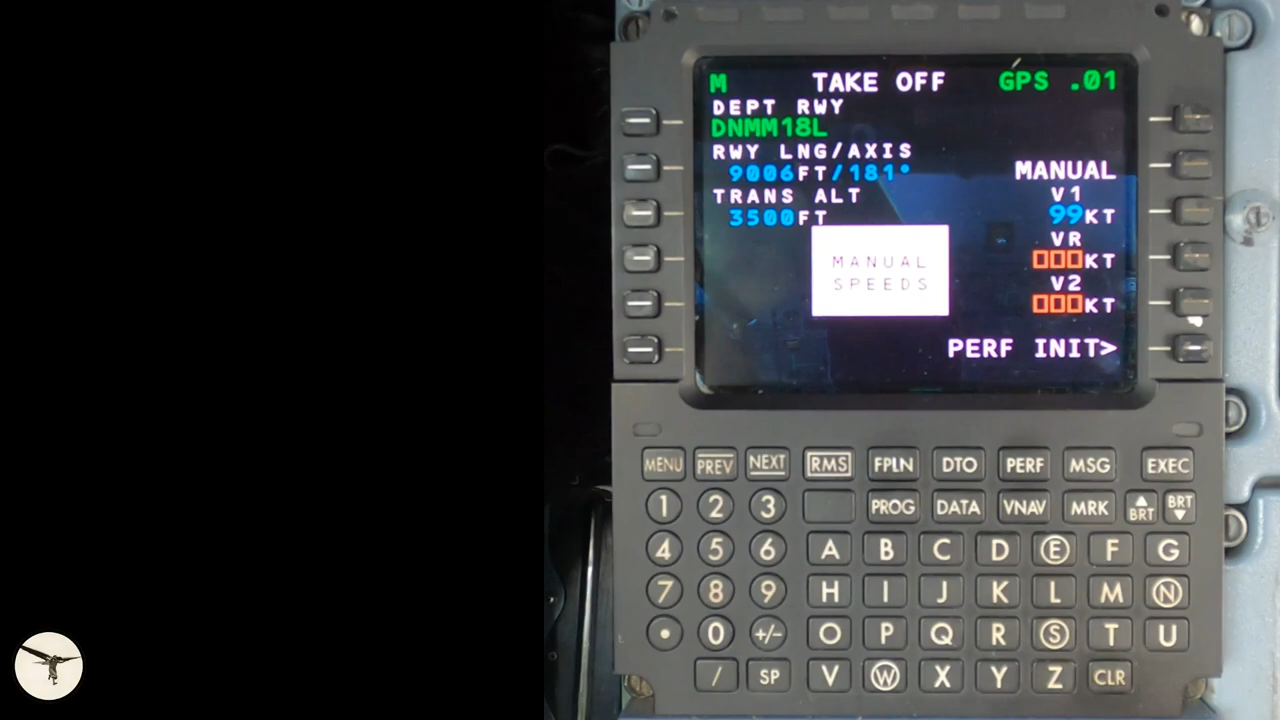 M TAKE OFF GPS .01
DEPT RWY
DNMM18L
RWY LNG/AXIS
9006FT/181° MANUAL
TRANS ALT V1
3500FT 99KT
VR
MANUAL
SPEEDS
▯▯▯KT
V2
▯▯▯KT
PERF INIT>
MENU PREV NEXT RMS FPLN DTO PERF MSG EXEC
1 2 3 PROG DATA VNAV MRK BRT BRT
4 5 6 A B C D E F G
7 8 9 H I J K L M N
• 0 +/- O P Q R S T U
/ SP V W X Y Z CLR